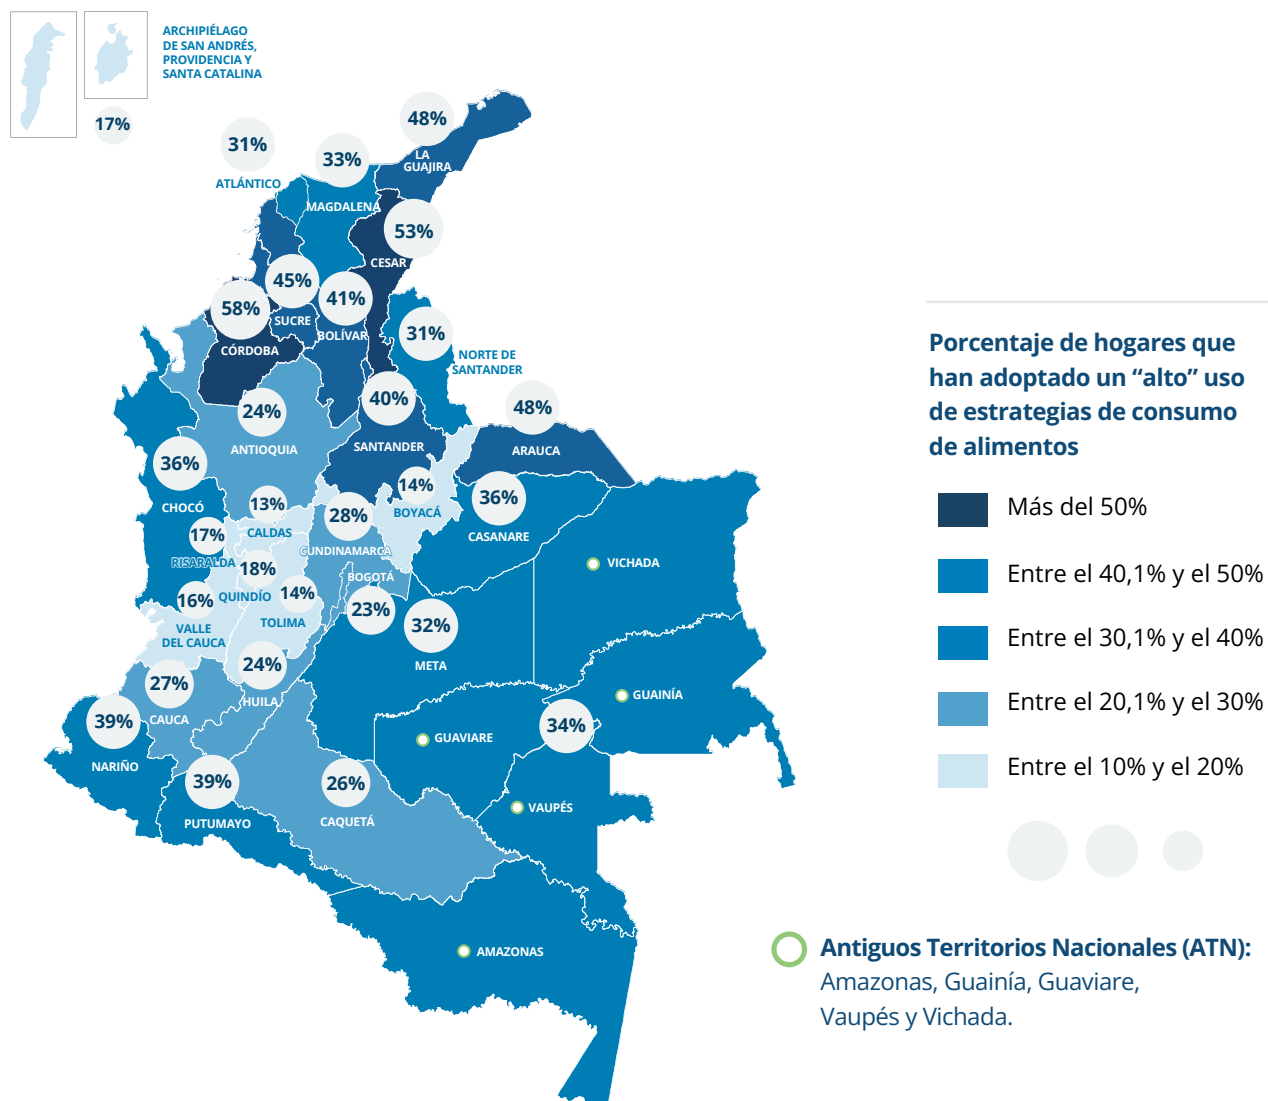 ARCHIPIÉLAGO
DE SAN ANDRÉS,
PROVIDENCIA Y
SANTA CATALINA
17%
48%
LA
GUAJIRA
31%
ATLÁNTICO
33%
MAGDALENA
53%
CESAR
45%
SUCRE
41%
BOLÍVAR
58%
CÓRDOBA
31%
NORTE DE
SANTANDER
24%
ANTIOQUIA
40%
SANTANDER
48%
ARAUCA
36%
CHOCÓ
14%
BOYACÁ
36%
CASANARE
13%
CALDAS
28%
CUNDINAMARCA
17%
RISARALDA
18%
QUINDÍO
BOGOTÁ
23%
14%
TOLIMA
16%
VALLE
DEL CAUCA
VICHADA
32%
META
24%
HUILA
27%
CAUCA
GUAINÍA
34%
39%
NARIÑO
GUAVIARE
39%
PUTUMAYO
26%
CAQUETÁ
VAUPÉS
AMAZONAS
Porcentaje de hogares que
han adoptado un “alto” uso
de estrategias de consumo
de alimentos
Más del 50%
Entre el 40,1% y el 50%
Entre el 30,1% y el 40%
Entre el 20,1% y el 30%
Entre el 10% y el 20%
Antiguos Territorios Nacionales (ATN):
Amazonas, Guainía, Guaviare,
Vaupés y Vichada.